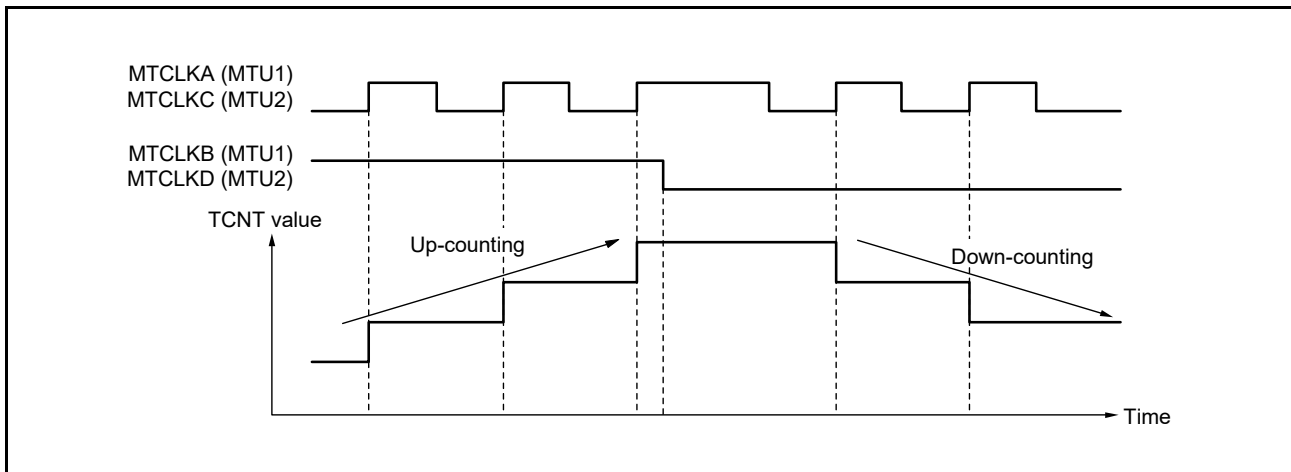 MTCLKA (MTU1)
MTCLKC (MTU2)
MTCLKB (MTU1)
MTCLKD (MTU2)
TCNT value
Up-counting
Down-counting
Time